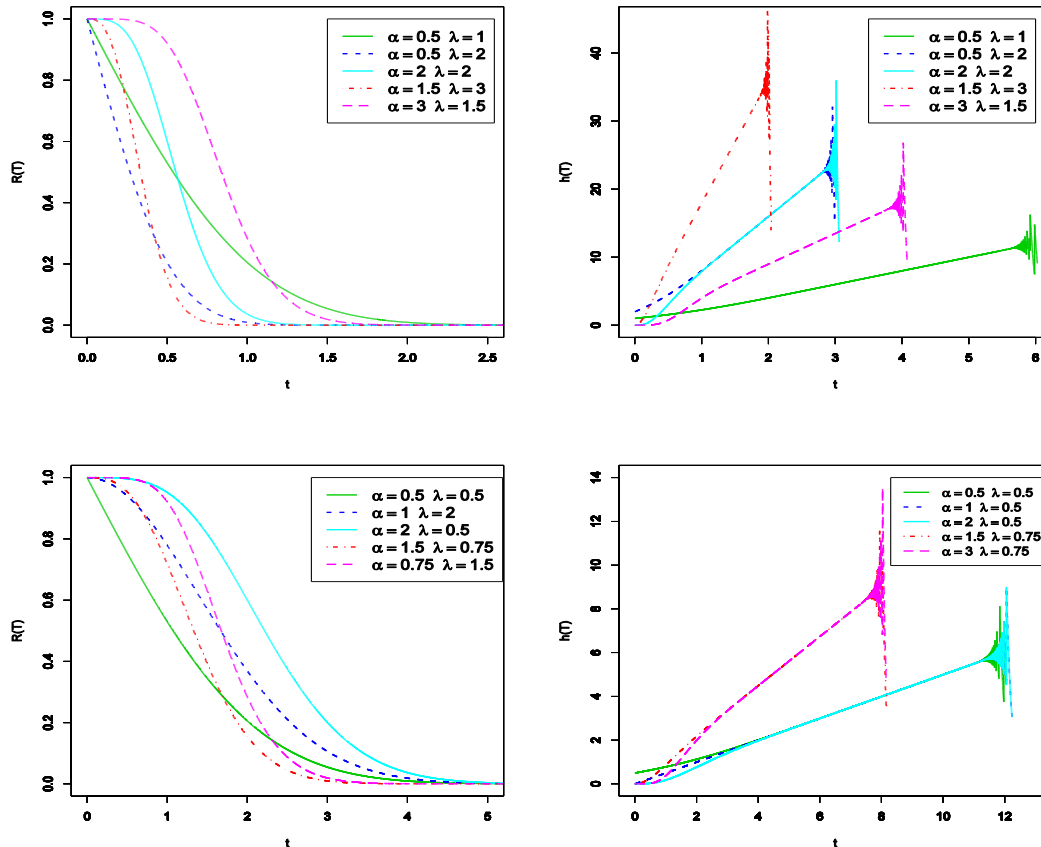 R(T)
1.0
0.8
0.6
0.4
0.2
0.0
α=0.5 λ=1
α=0.5 λ=2
α=2 λ=2
α=1.5 λ=3
α=3 λ=1.5
0.0 0.5 1.0 1.5 2.0 2.5
t
h(T)
40
30
20
10
0
α=0.5 λ=1
α=0.5 λ=2
α=2 λ=2
α=1.5 λ=3
α=3 λ=1.5
0 1 2 3 4 5 6
t
R(T)
1.0
0.8
0.6
0.4
0.2
0.0
α=0.5 λ=0.5
α=1 λ=2
α=2 λ=0.5
α=1.5 λ=0.75
α=0.75 λ=1.5
0 1 2 3 4 5
t
h(T)
14
12
10
8
6
4
2
0
α=0.5 λ=0.5
α=1 λ=0.5
α=2 λ=0.5
α=1.5 λ=0.75
α=3 λ=0.75
0 2 4 6 8 10 12
t